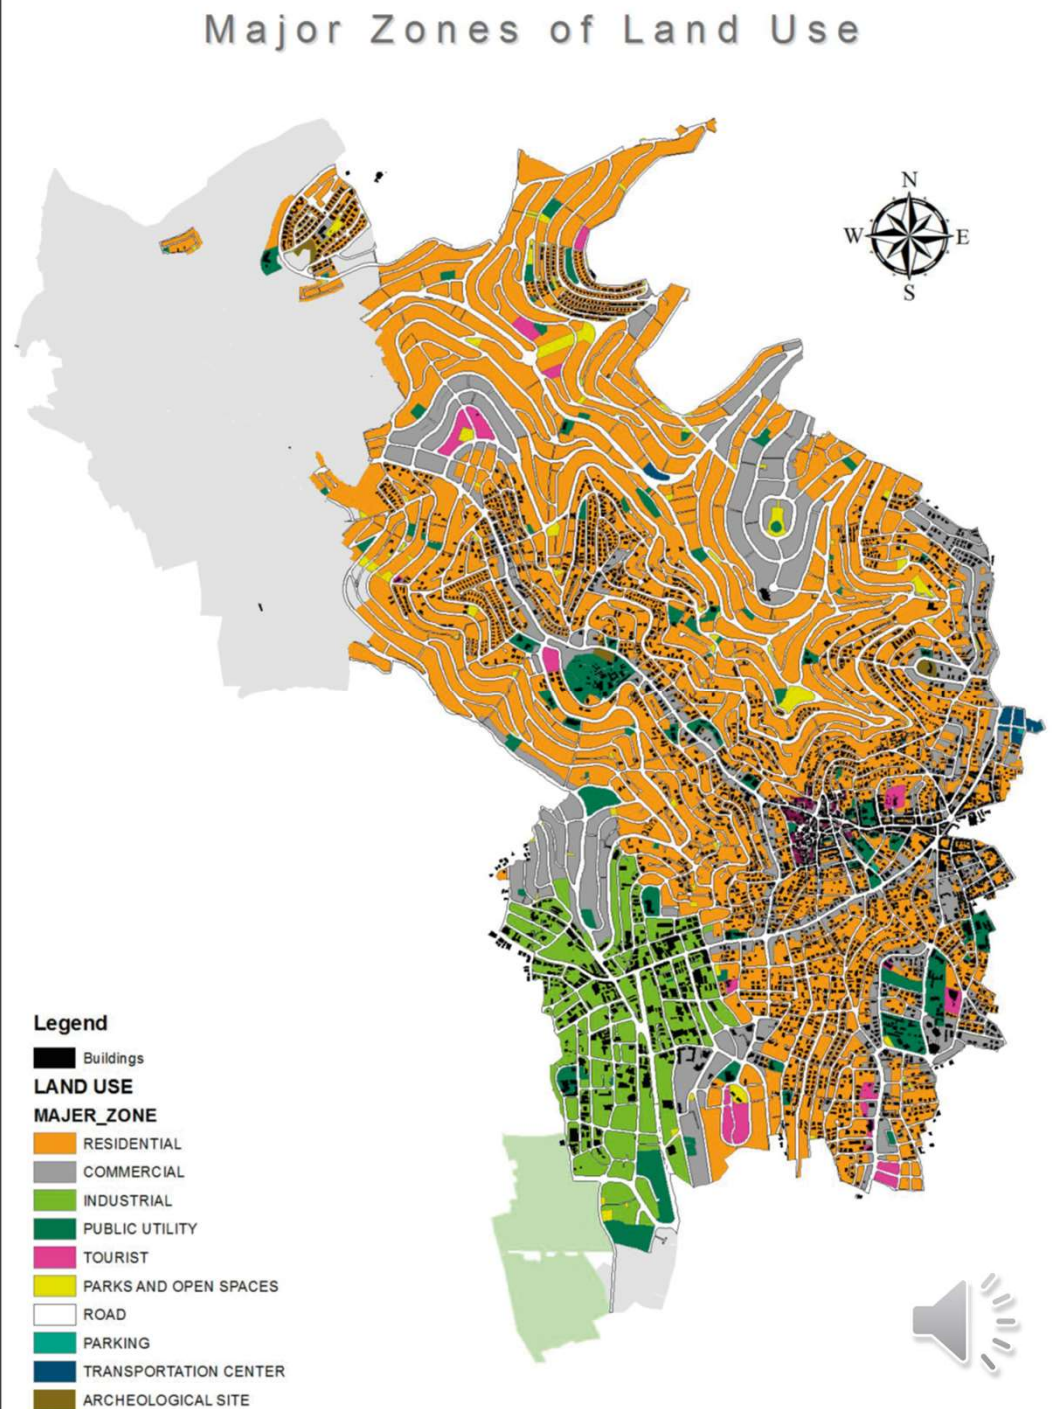 Major Zones of Land Use
N
W
E
S
Legend
Buildings
LAND USE
MAJER_ZONE
RESIDENTIAL
COMMERCIAL
INDUSTRIAL
PUBLIC UTILITY
TOURIST
PARKS AND OPEN SPACES
ROAD
PARKING
TRANSPORTATION CENTER
ARCHEOLOGICAL SITE